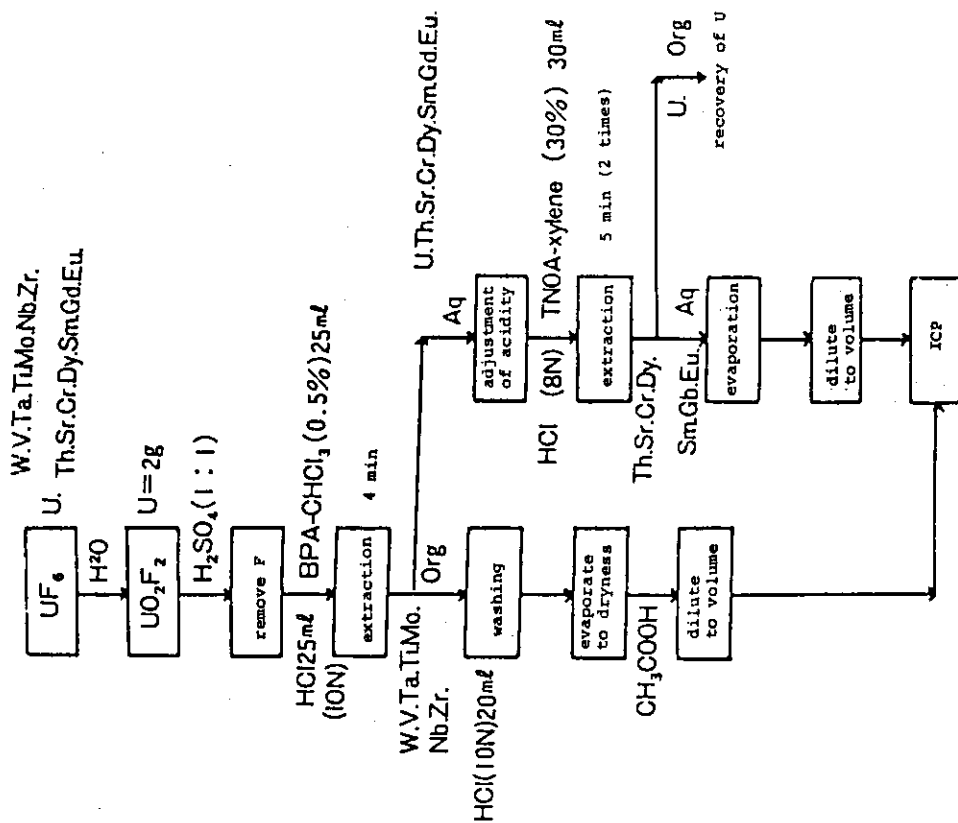 W.V.Ta.Ti.Mo.Nb.Zr.
U.
Th.Sr.Cr.Dy.Sm.Gd.Eu.
UF6
H2O
UO2F2
U=2g
H2SO4(1:1)
remove F
HCl25ml
(10N)
BPA-CHCl3(0.5%)25ml
extraction
4 min
W.V.Ta.Ti.Mo.
Nb.Zr.
Org
HCl(10N)20ml
washing
evaporate
to dryness
CH3COOH
dilute
to volume
Aq
U.Th.Sr.Cr.Dy.Sm.Gd.Eu.
adjustment
of acidity
HCl
(8N)
TNOA-xylene (30%) 30ml
extraction
5 min (2 times)
Th.Sr.Cr.Dy.
Sm.Gb.Eu.
Aq
U.
Org
recovery of U
evaporation
dilute
to volume
ICP